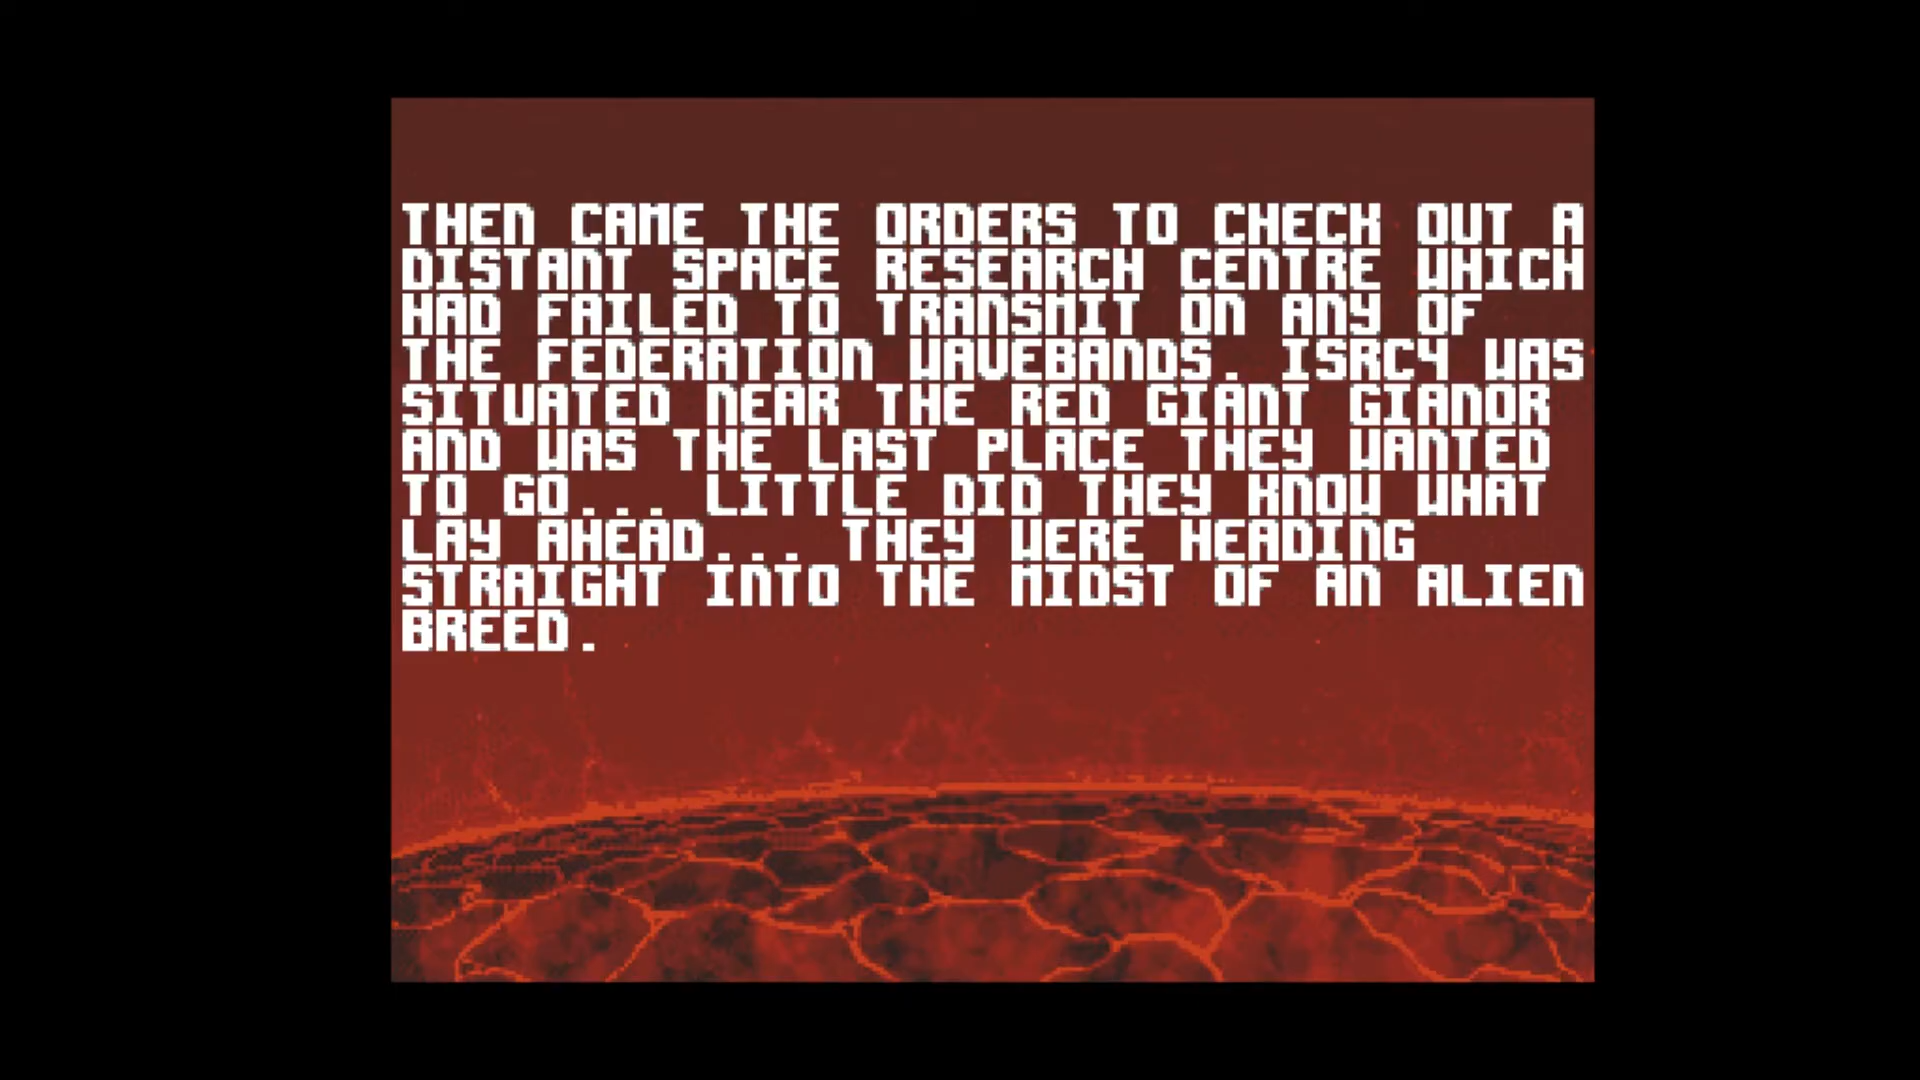 THEN CAME THE ORDERS TO CHECK OUT A
DISTANT SPACE RESEARCH CENTRE WHICH
HAD FAILED TO TRANSMIT ON ANY OF
THE FEDERATION WAVEBANDS. ISRC4 WAS
SITUATED NEAR THE RED GIANT GIANOR
AND WAS THE LAST PLACE THEY WANTED
TO GO... LITTLE DID THEY KNOW WHAT
LAY AHEAD... THEY WERE HEADING
STRAIGHT INTO THE MIDST OF AN ALIEN
BREED.